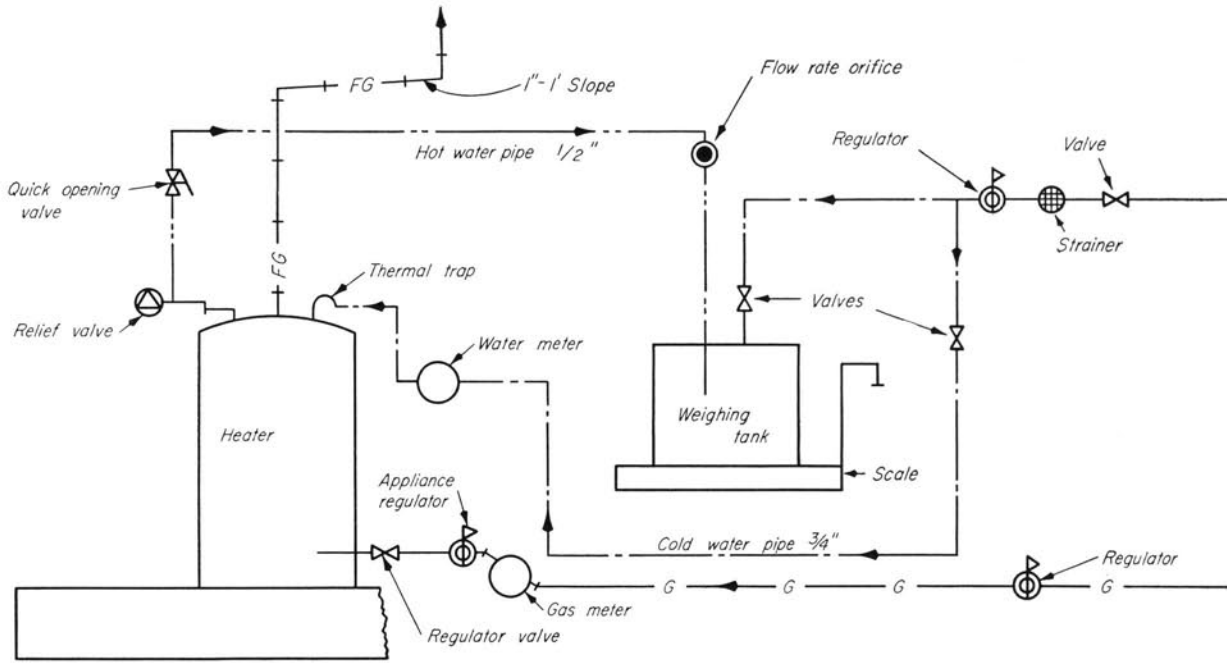 FG
1"-1' Slope
Flow rate orifice
Hot water pipe 1/2"
Regulator
Valve
Quick opening
valve
Strainer
FG
Thermal trap
Relief valve
Valves
Water meter
Weighing
tank
Heater
Scale
Appliance
regulator
Cold water pipe 3/4"
Regulator
G G G G
Gas meter
Regulator valve